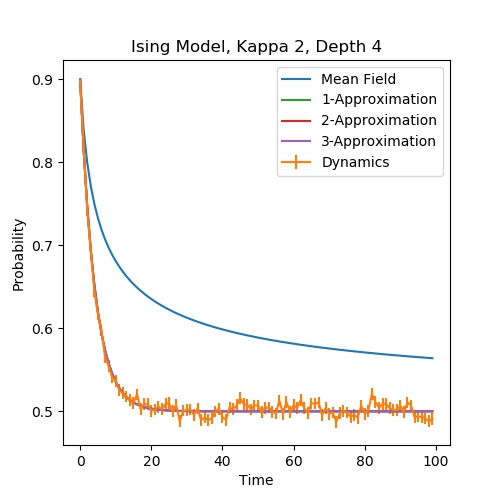 Ising Model, Kappa 2, Depth 4
Mean Field
1-Approximation
2-Approximation
3-Approximation
Dynamics
Probability
0.9
0.8
0.7
0.6
0.5
0 20 40 60 80 100
Time